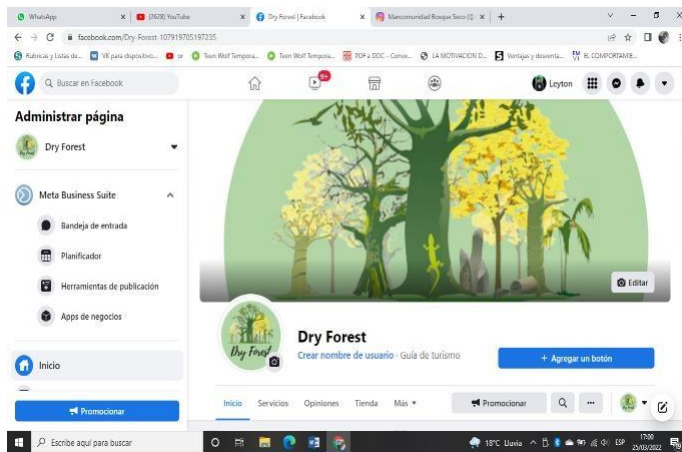 WhatsApp
(2628) YouTube
Dry Forest | Facebook
Mancomunidad Bosque Seco (
facebook.com/Dry-Forest-107919705197235
Rubricas y Listas de...
VK para dispositivo...
Teen Wolf Tempora...
Teen Wolf Tempora...
PDF a DOC – Conve...
LA MOTIVACION D...
Ventajas y desventa...
EL COMPORTAMIE...
Buscar en Facebook
Leyton
Administrar página
Dry Forest
Meta Business Suite
Bandeja de entrada
Planificador
Herramientas de publicación
Apps de negocios
Inicio
Promocionar
Editar
Dry Forest
Dry Forest
Crear nombre de usuario · Guía de turismo
+ Agregar un botón
Inicio
Servicios
Opiniones
Tienda
Más
Promocionar
Escribe aquí para buscar
18°C Lluvia
ESP
17:00
25/03/2022